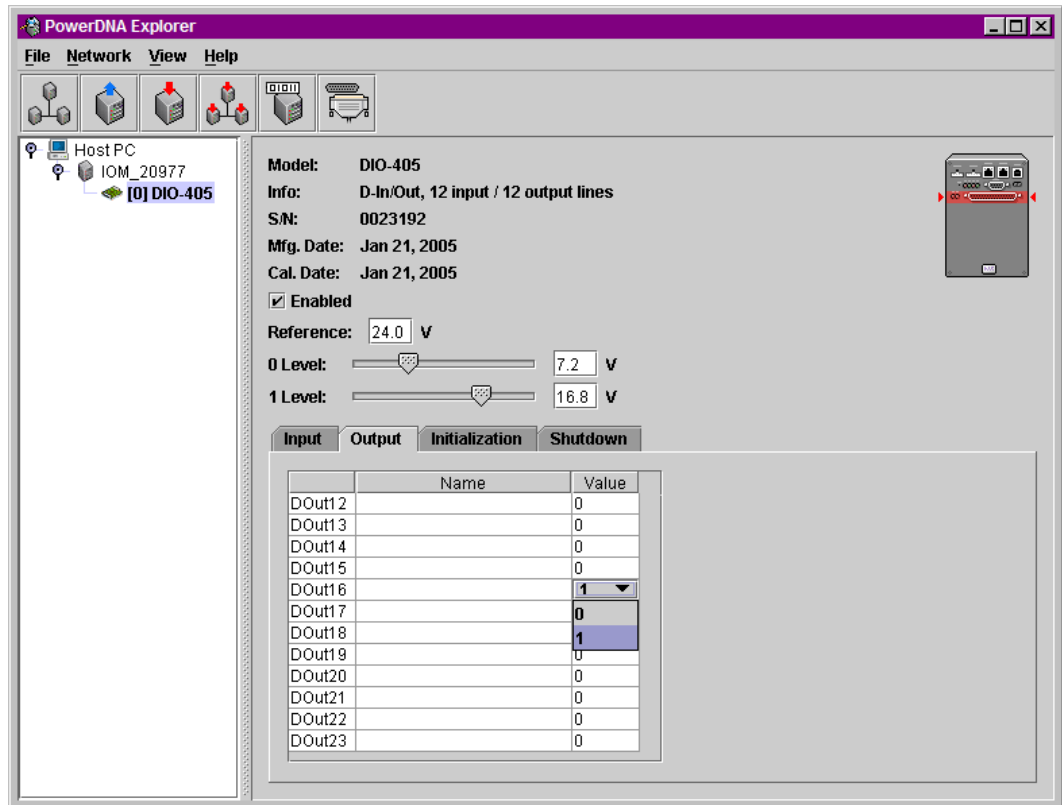 PowerDNA Explorer
File Network View Help
Host PC
IOM_20977
[0] DIO-405
Model: DIO-405
Info: D-In/Out, 12 input / 12 output lines
S/N: 0023192
Mfg. Date: Jan 21, 2005
Cal. Date: Jan 21, 2005
Enabled
Reference: 24.0 V
0 Level: 7.2 V
1 Level: 16.8 V
Input Output Initialization Shutdown
Name Value
DOut12 0
DOut13 0
DOut14 0
DOut15 0
DOut16 1
DOut17 0
DOut18 1
DOut19 0
DOut20 0
DOut21 0
DOut22 0
DOut23 0